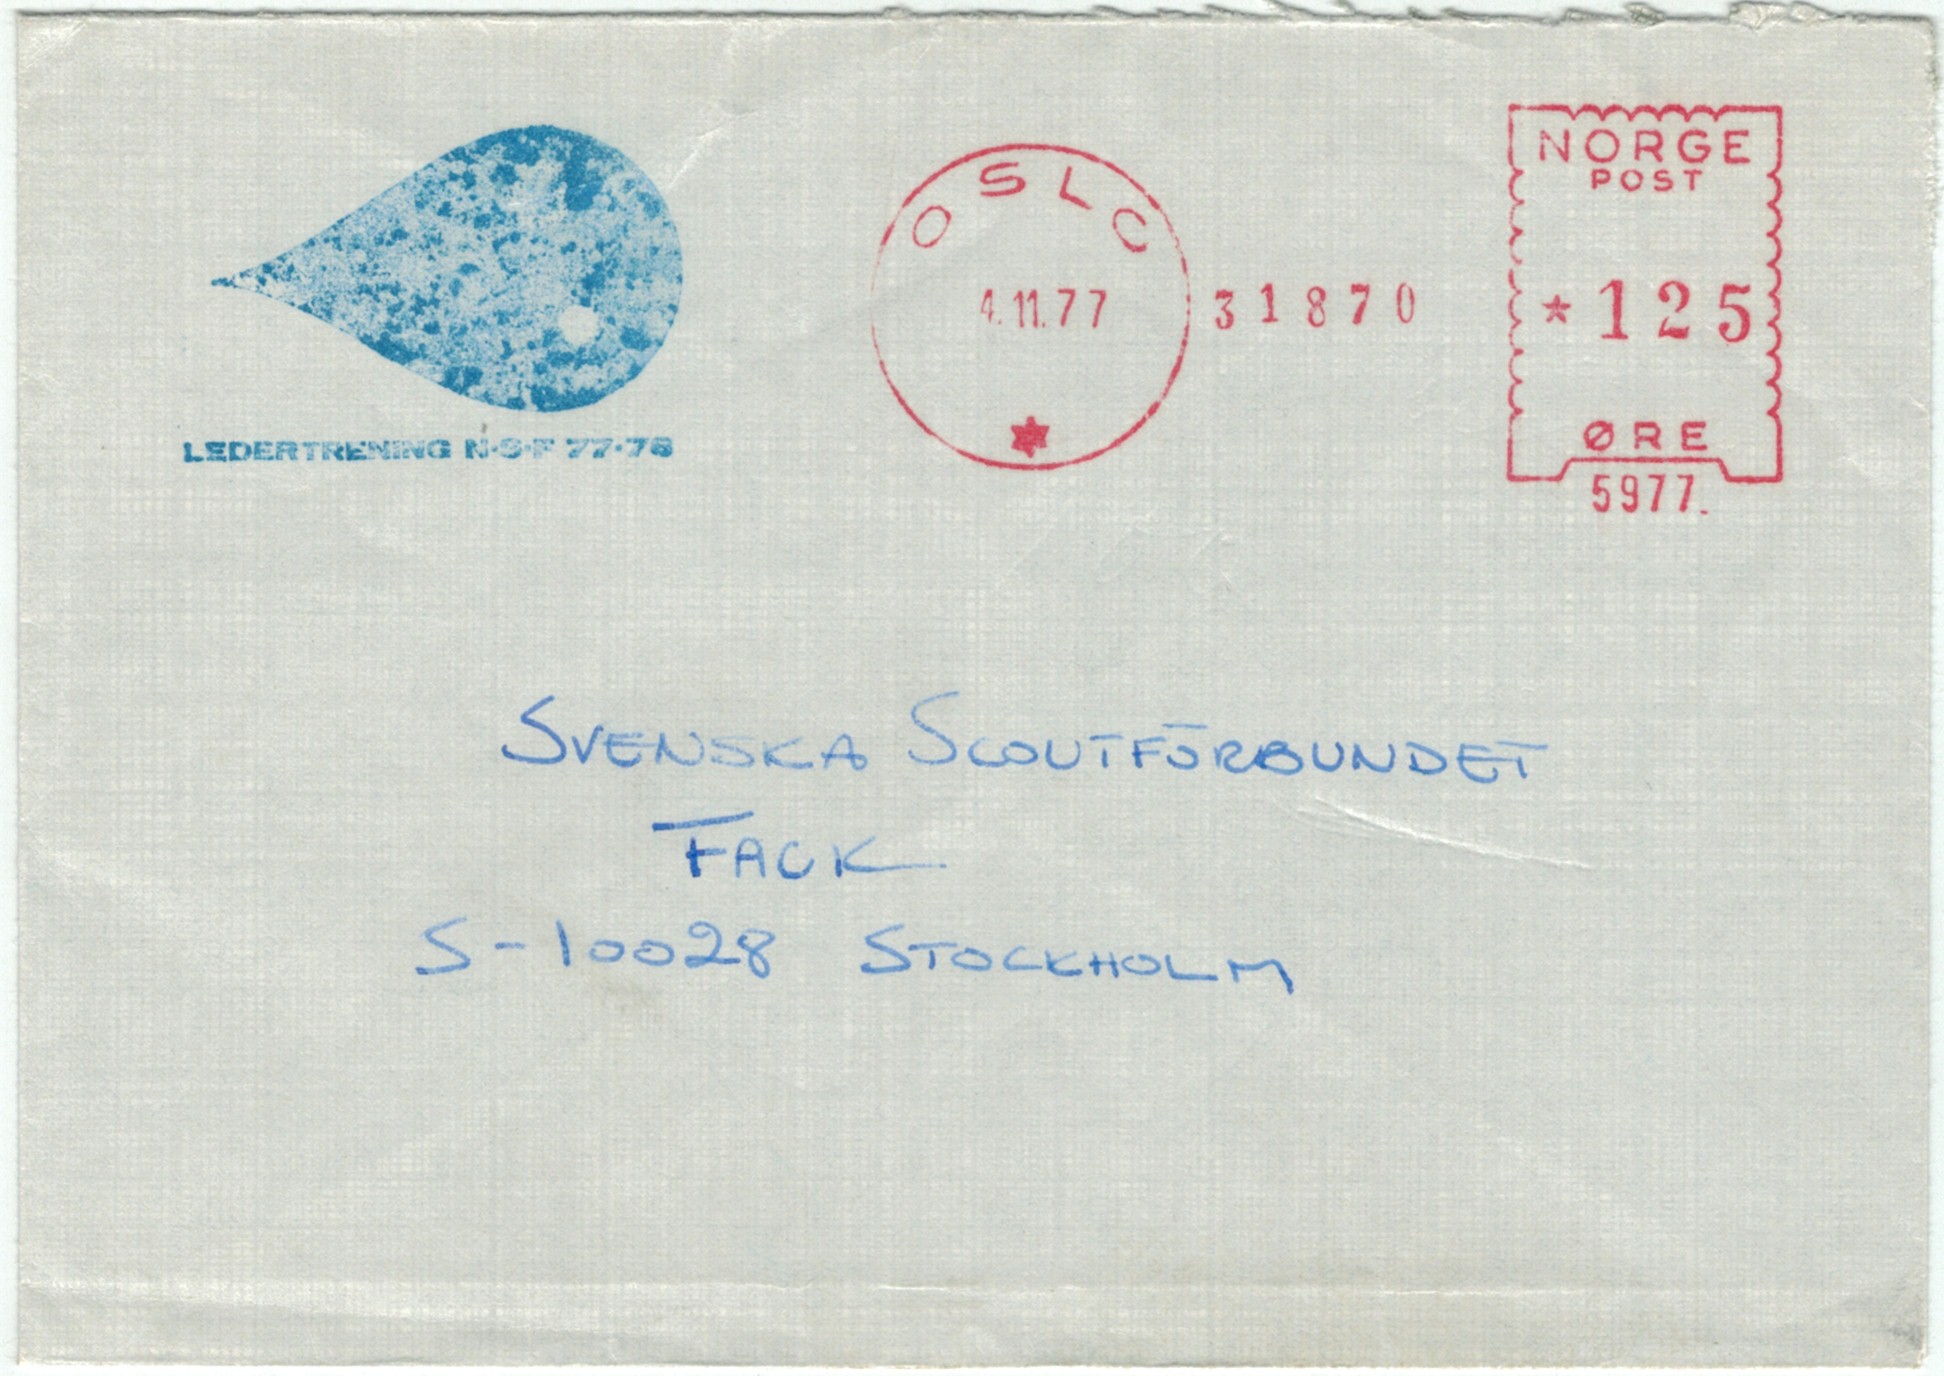 LEDERTRENING N·S·F 77·78
OSLO
4.11.77
31870
NORGE
POST
*125
ØRE
5977.
SVENSKA SCOUTFÖRBUNDET
FACK
S-10028 STOCKHOLM